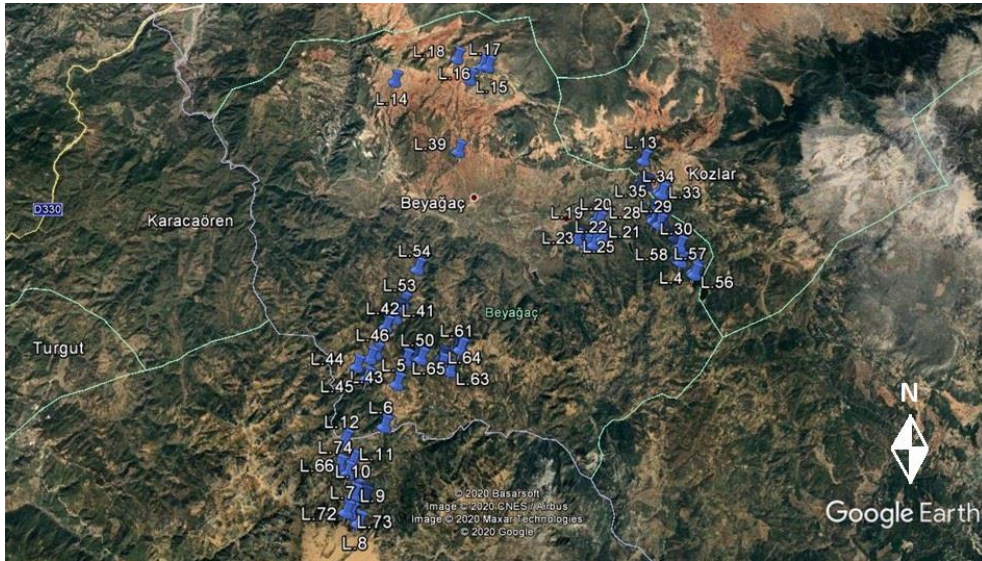 L.18
L.17
L.16
L.15
L.14
L.13
L.39
L.34
Kozlar
L.35
L.33
Beyağaç
L.20
L.29
L.19
L.28
D330
Karacaören
L.22
L.21
L.30
L.23
L.25
L.54
L.58
L.57
L.4
L.56
L.53
L.42
L.41
Beyağaç
L.61
L.46
L.50
Turgut
L.44
L.5
L.64
L.65
L.43
L.63
L.45
L.6
L.12
N
L.74
L.11
L.66
L.10
L.7
L.9
L.72
L.73
L.8
© 2020 Basarsoft
Image © 2020 CNES / Airbus
Image © 2020 Maxar Technologies
© 2020 Google
Google Earth